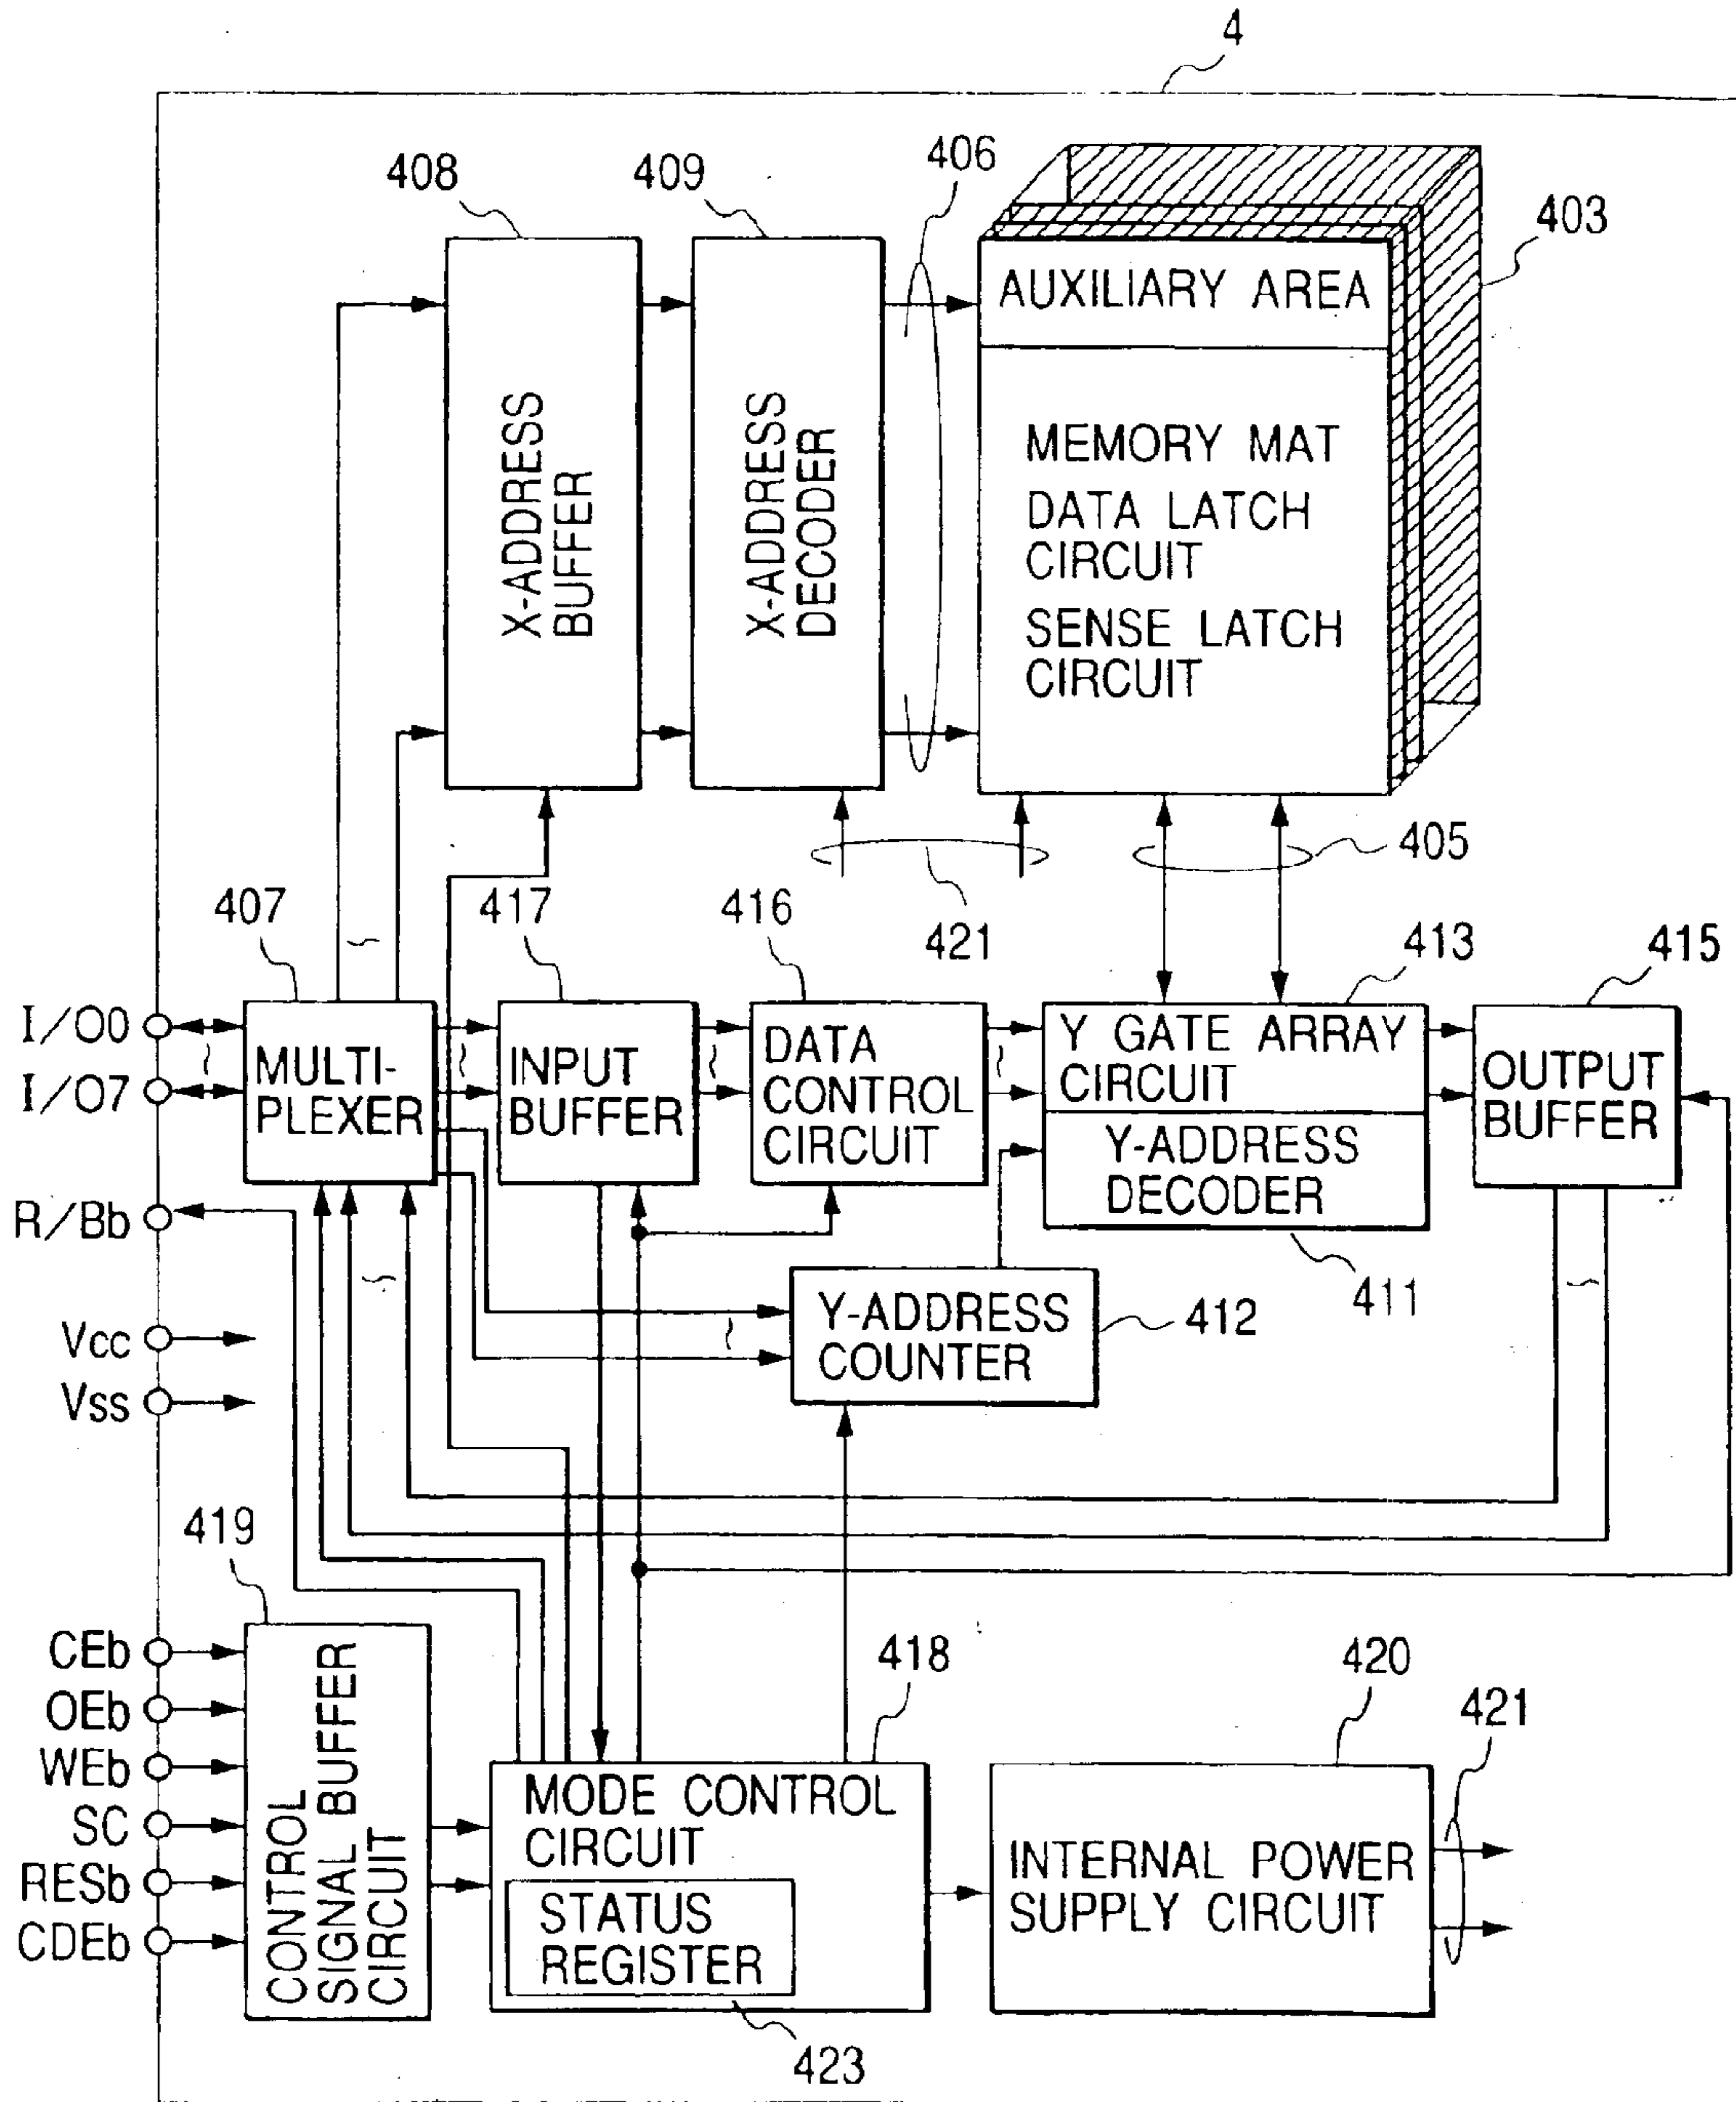 4
408
409
406
403
X-ADDRESS
BUFFER
X-ADDRESS
DECODER
AUXILIARY AREA
MEMORY MAT
DATA LATCH
CIRCUIT
SENSE LATCH
CIRCUIT
407
417
416
421
405
413
415
I/O0
I/O7
R/Bb
Vcc
Vss
MULTI-
PLEXER
INPUT
BUFFER
DATA
CONTROL
CIRCUIT
Y GATE ARRAY
CIRCUIT
Y-ADDRESS
DECODER
OUTPUT
BUFFER
411
Y-ADDRESS
COUNTER
412
419
418
420
421
CEb
OEb
WEb
SC
RESb
CDEb
CONTROL
SIGNAL BUFFER
CIRCUIT
MODE CONTROL
CIRCUIT
STATUS
REGISTER
423
INTERNAL POWER
SUPPLY CIRCUIT